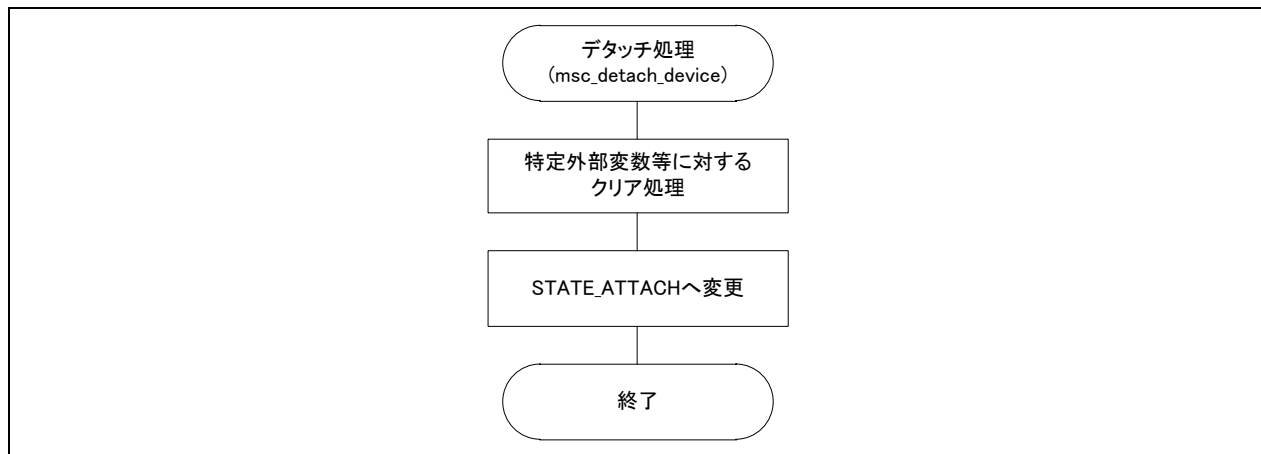 デタッチ処理
(msc_detach_device)
特定外部変数等に対する
クリア処理
STATE_ATTACHへ変更
終了